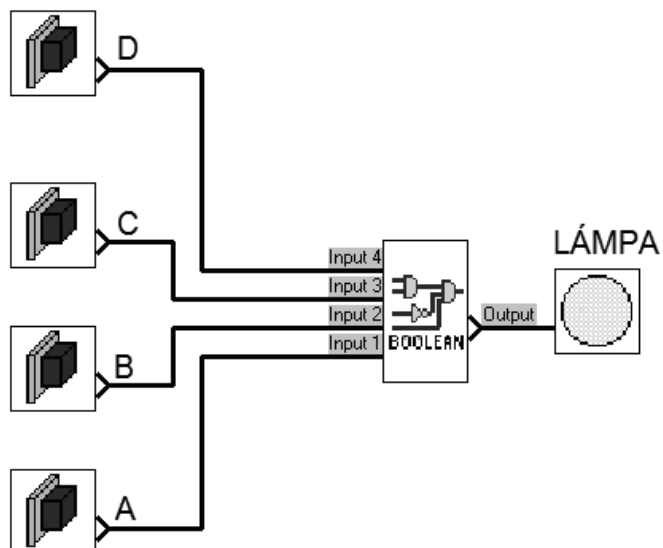 D
C
LÁMPA
Input 4
Input 3
Input 2
Output
Input 1
BOOLEAN
B
A